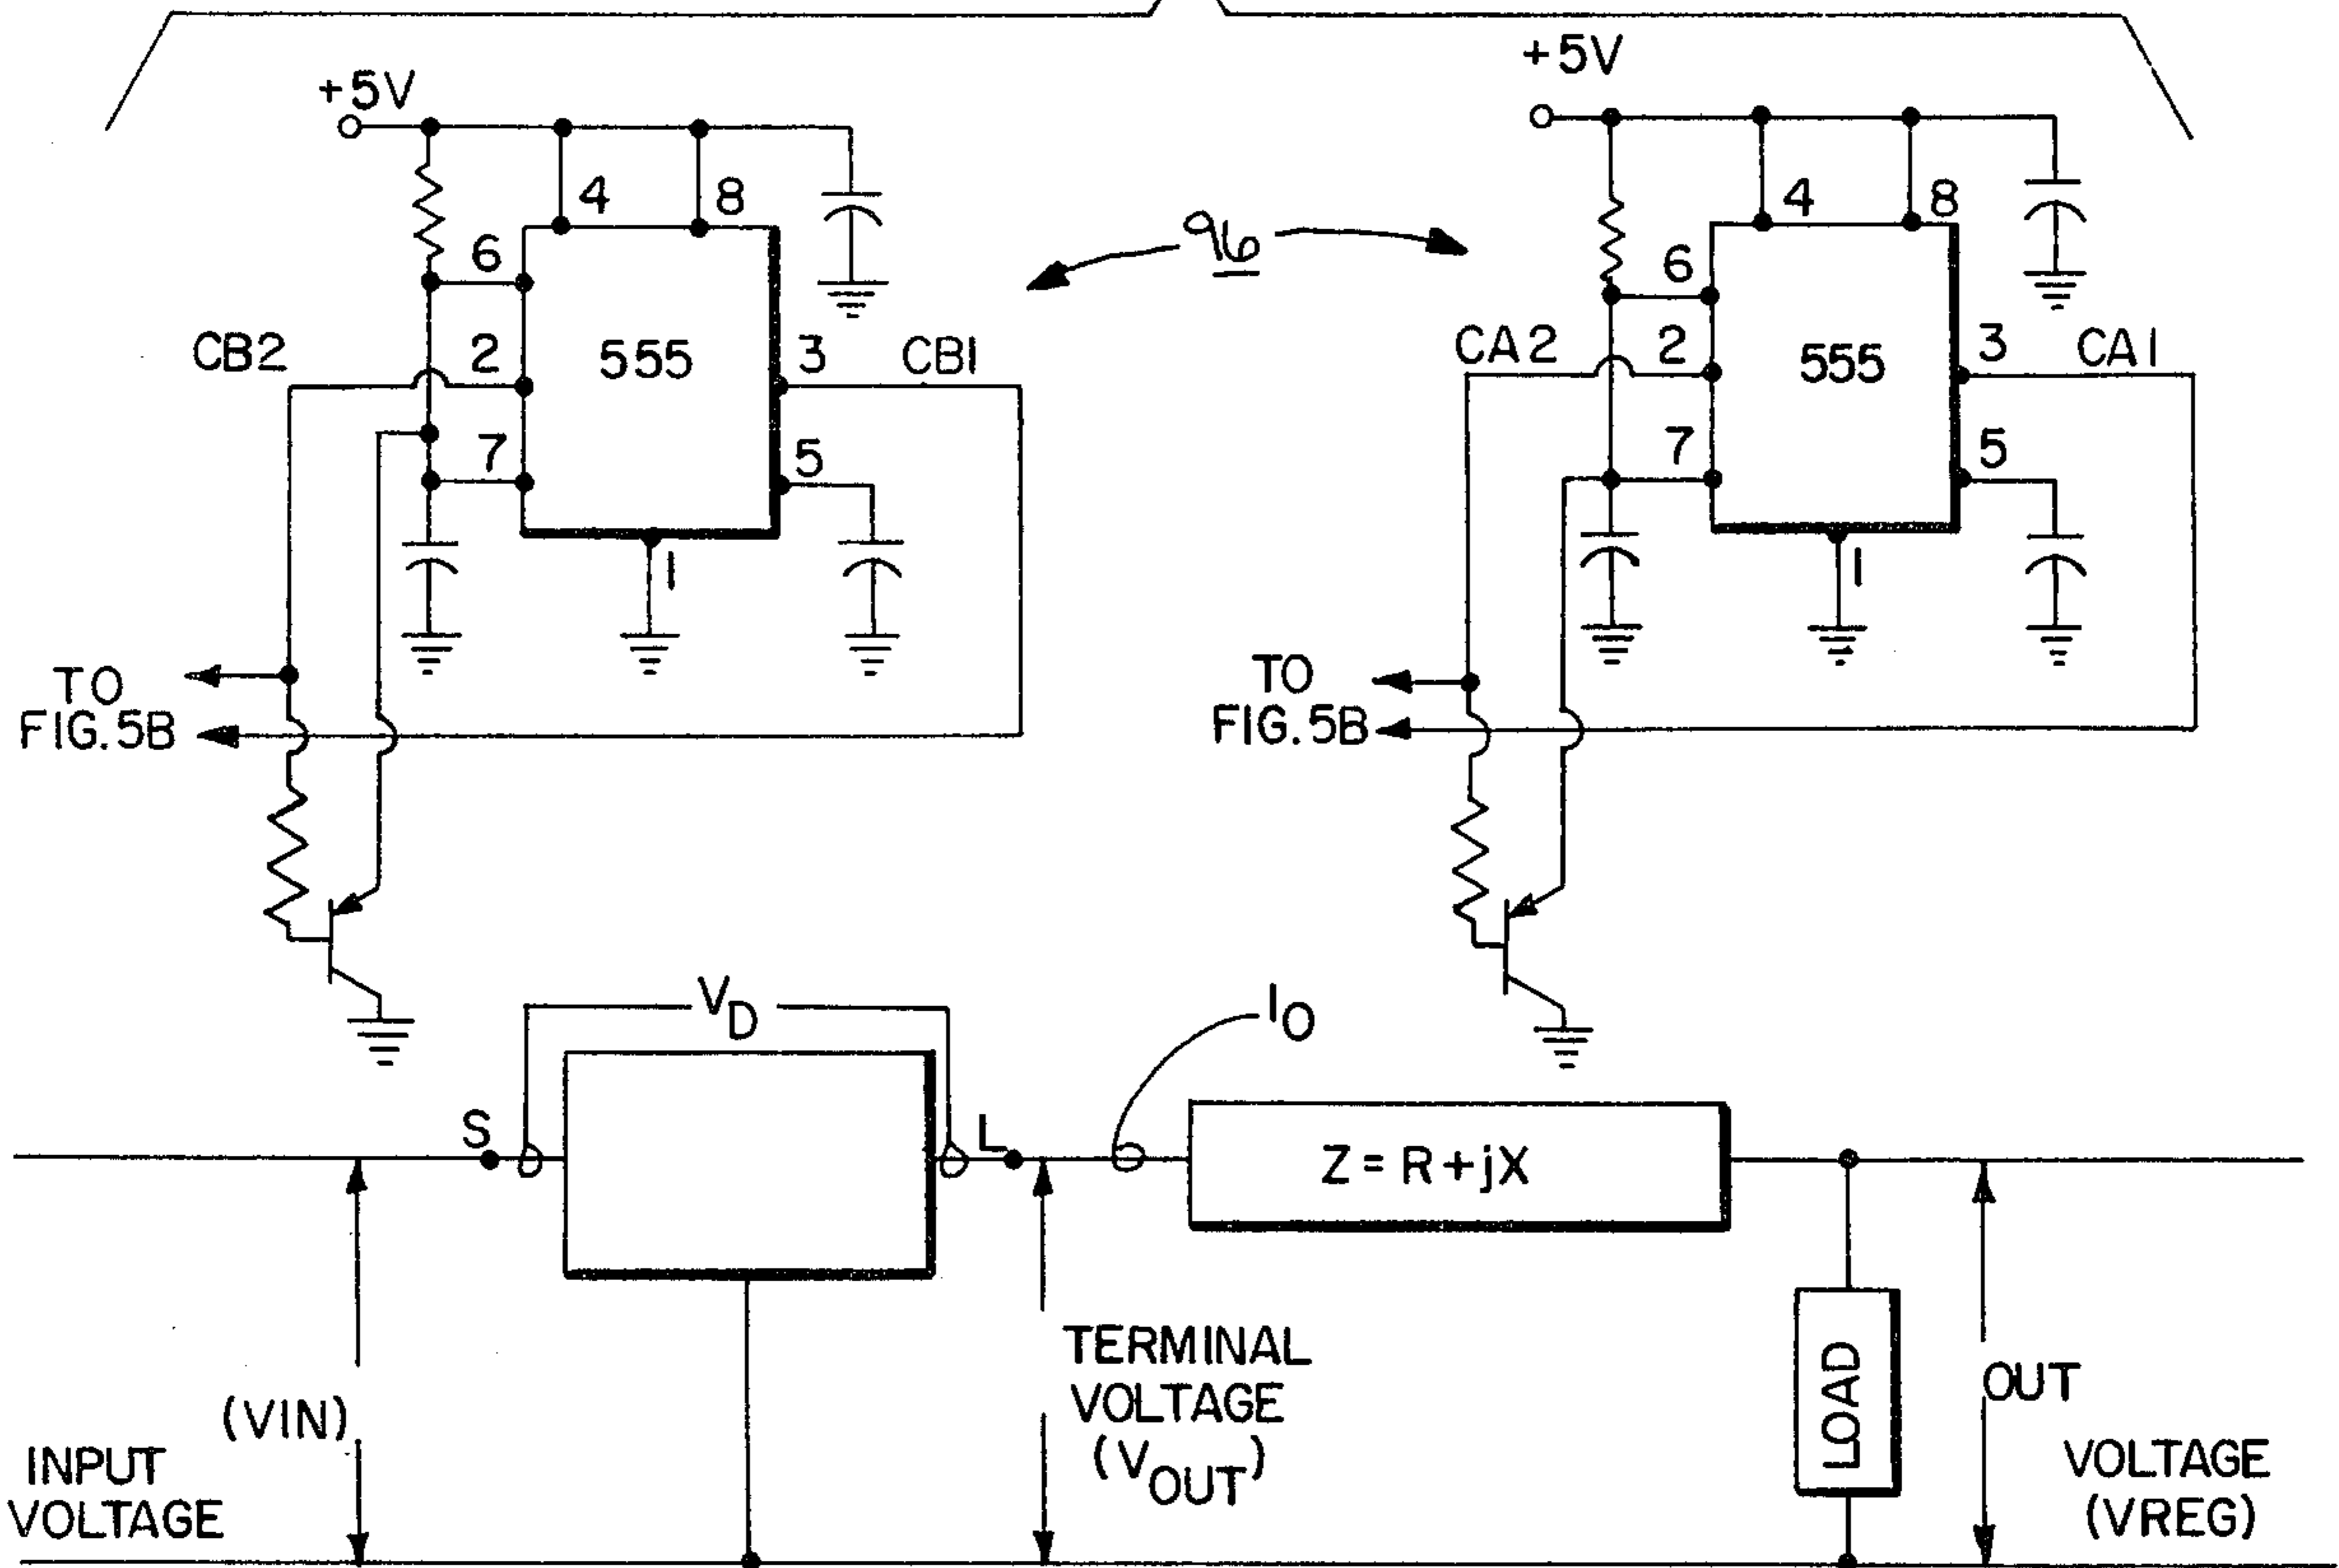 +5V
4
8
6
CB2
2
555
3
CB1
7
5
1
TO
FIG. 5B
96
+5V
4
8
6
CA2
2
555
3
CA1
7
5
1
TO
FIG. 5B
VD
IO
S
L
Z = R + jX
(VIN)
INPUT
VOLTAGE
TERMINAL
VOLTAGE
(VOUT)
LOAD
OUT
VOLTAGE
(VREG)